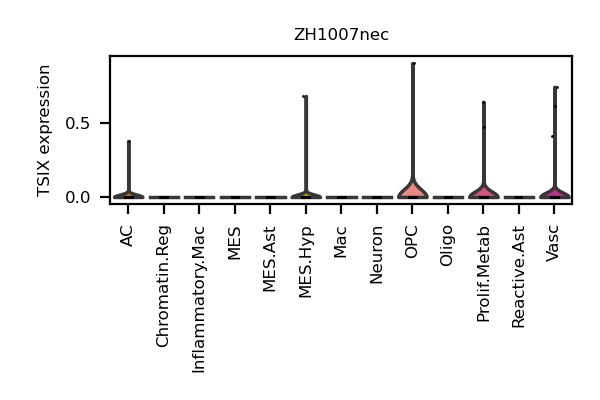 ZH1007nec
TSIX expression
0.5
0.0
AC
Chromatin.Reg
Inflammatory.Mac
MES
MES.Ast
MES.Hyp
Mac
Neuron
OPC
Oligo
Prolif.Metab
Reactive.Ast
Vasc